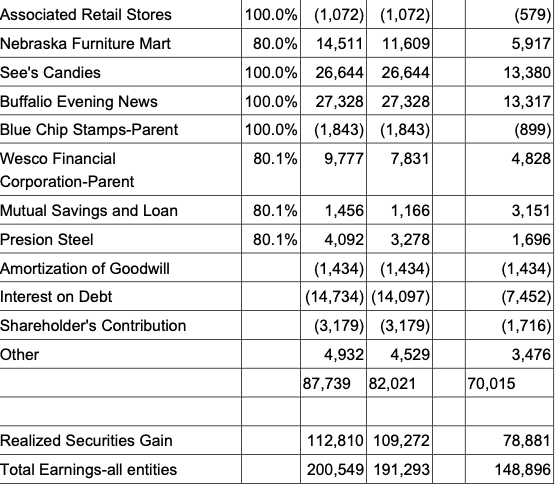 Associated Retail Stores 100.0% (1,072) (1,072) (579)
Nebraska Furniture Mart 80.0% 14,511 11,609 5,917
See's Candies 100.0% 26,644 26,644 13,380
Buffalio Evening News 100.0% 27,328 27,328 13,317
Blue Chip Stamps-Parent 100.0% (1,843) (1,843) (899)
Wesco Financial 80.1% 9,777 7,831 4,828
Corporation-Parent
Mutual Savings and Loan 80.1% 1,456 1,166 3,151
Presion Steel 80.1% 4,092 3,278 1,696
Amortization of Goodwill (1,434) (1,434) (1,434)
Interest on Debt (14,734) (14,097) (7,452)
Shareholder's Contribution (3,179) (3,179) (1,716)
Other 4,932 4,529 3,476
87,739 82,021 70,015
Realized Securities Gain 112,810 109,272 78,881
Total Earnings-all entities 200,549 191,293 148,896